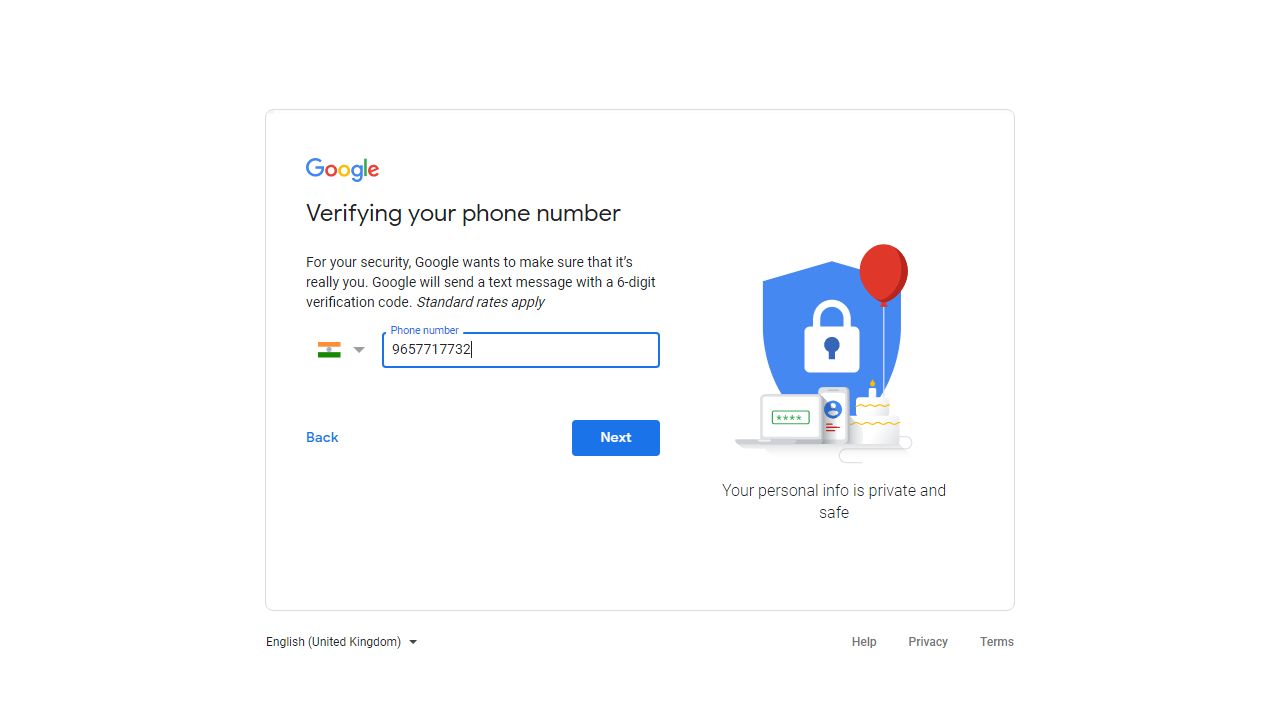 Google
Verifying your phone number
For your security, Google wants to make sure that it's
really you. Google will send a text message with a 6-digit
verification code. Standard rates apply
Phone number
9657717732
Back
Next
****
Your personal info is private and
safe
English (United Kingdom)
Help
Privacy
Terms